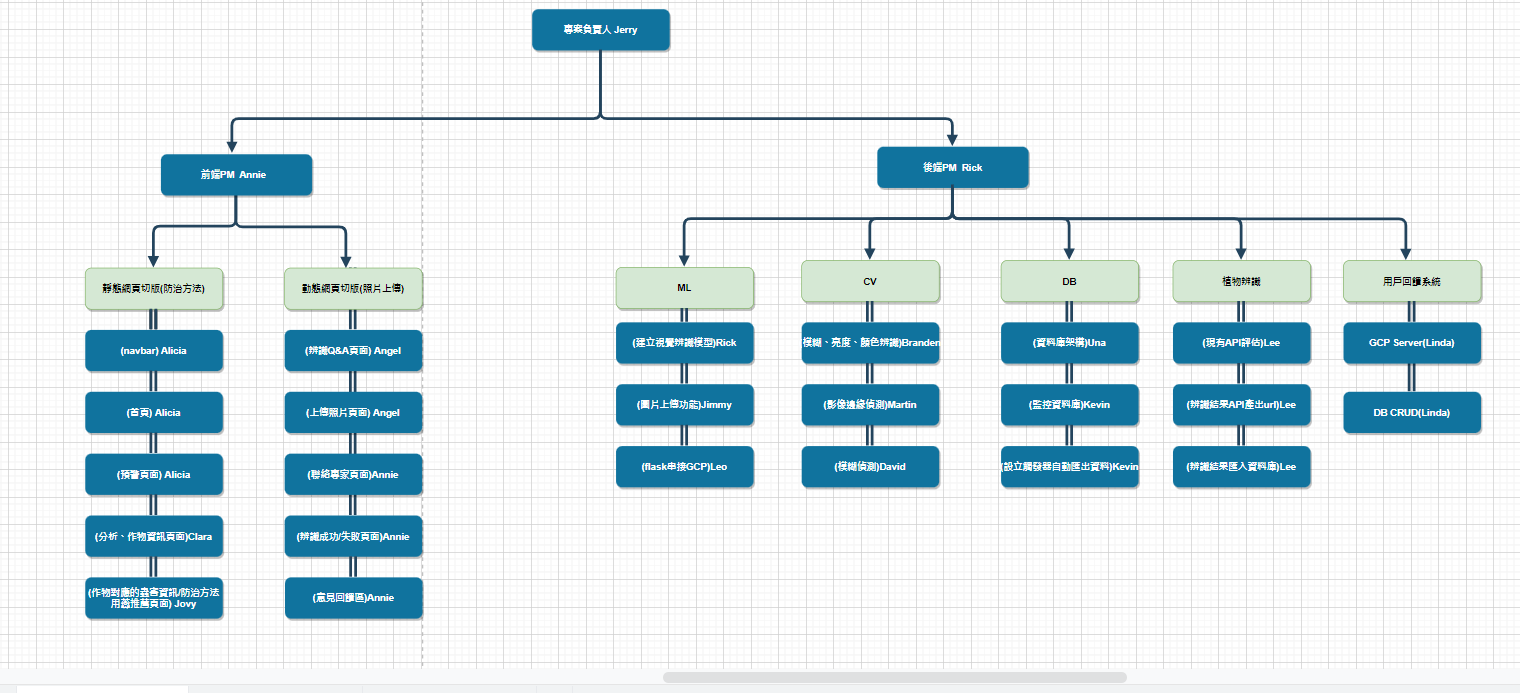 專案負責人 Jerry
前端PM Annie
後端PM Rick
靜態網頁切版(防治方法)
(navbar) Alicia
(首頁) Alicia
(預警頁面) Alicia
(分析、作物資訊頁面)Clara
(作物對應的蟲害資訊/防治方法
用藥推薦頁面) Jovy
動態網頁切版(照片上傳)
(辨識Q&A頁面) Angel
(上傳照片頁面) Angel
(聯絡專家頁面)Annie
(辨識成功/失敗頁面)Annie
(意見回饋區)Annie
ML
(建立視覺辨識模型)Rick
(圖片上傳功能)Jimmy
(flask串接GCP)Leo
CV
模糊、亮度、顏色辨識)Branden
(影像邊緣偵測)Martin
(模糊偵測)David
DB
(資料庫架構)Una
(監控資料庫)Kevin
(設立觸發器自動匯出資料)Kevin
植物辨識
(現有API評估)Lee
(辨識結果API產出url)Lee
(辨識結果匯入資料庫)Lee
用戶回饋系統
GCP Server(Linda)
DB CRUD(Linda)